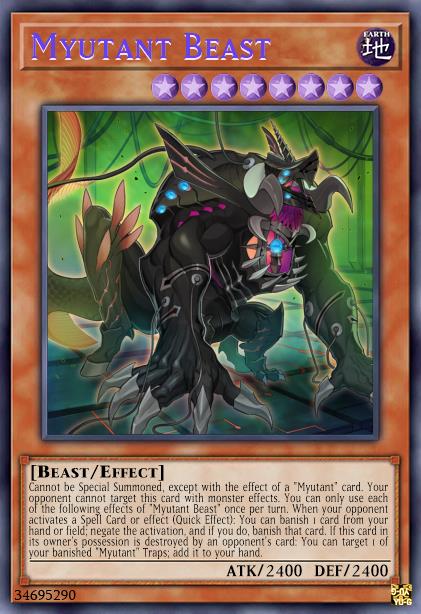 Myutant Beast
EARTH
地
[Beast/Effect]
Cannot be Special Summoned, except with the effect of a "Myutant" card. Your
opponent cannot target this card with monster effects. You can only use each
of the following effects of "Myutant Beast" once per turn. When your opponent
activates a Spell Card or effect (Quick Effect): You can banish 1 card from your
hand or field; negate the activation, and if you do, banish that card. If this card in
its owner's possession is destroyed by an opponent's card: You can target 1 of
your banished "Myutant" Traps; add it to your hand.
ATK/2400 DEF/2400
34695290